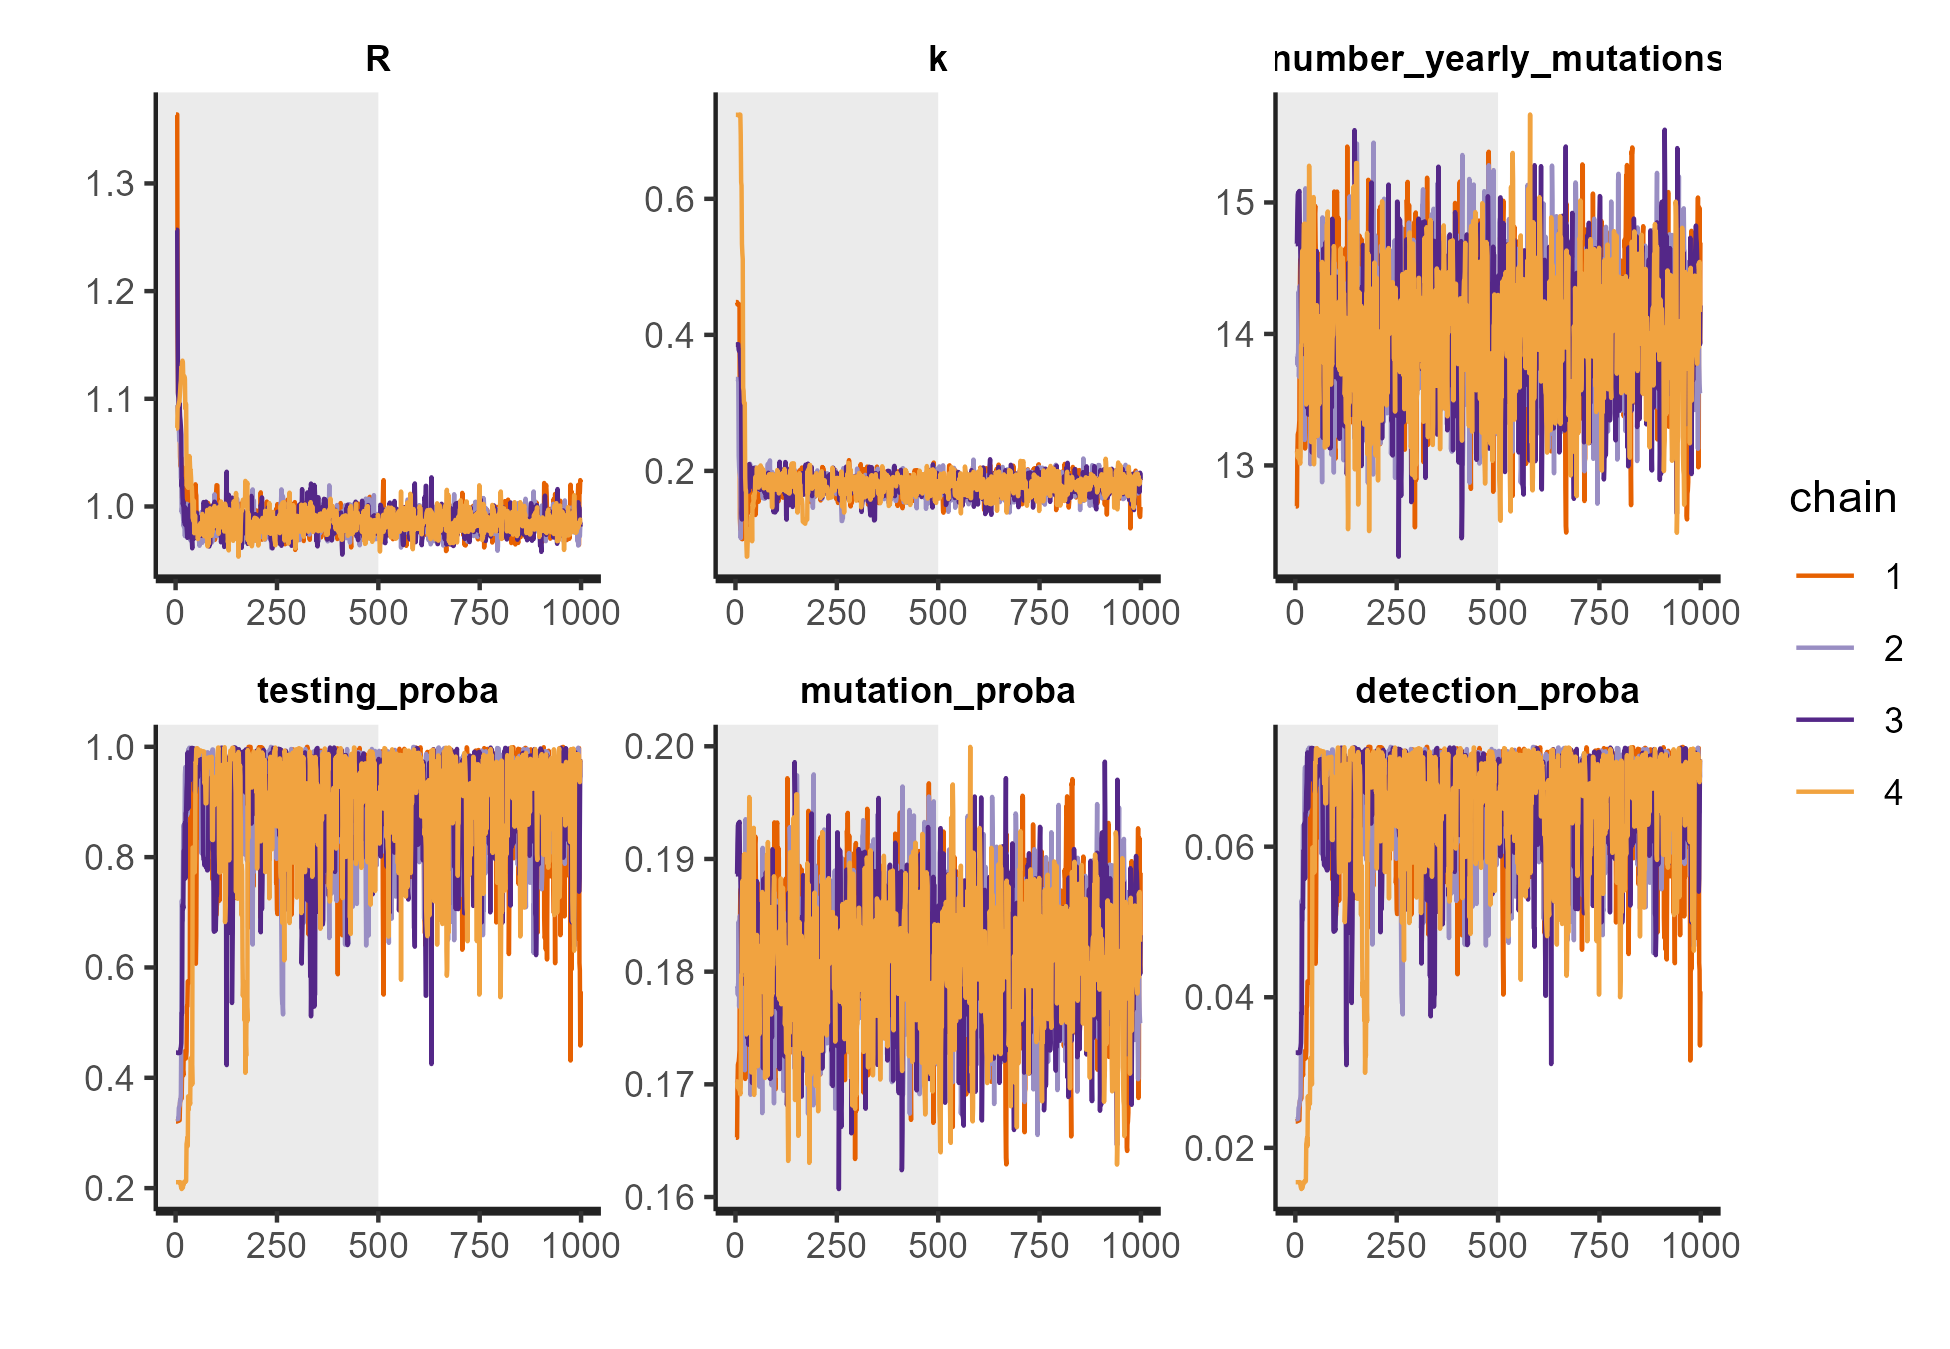 R
k
number_yearly_mutations
1.3
1.2
1.1
1.0
0 250 500 750 1000
0.6
0.4
0.2
0 250 500 750 1000
15
14
13
0 250 500 750 1000
testing_proba
mutation_proba
detection_proba
1.0
0.8
0.6
0.4
0.2
0 250 500 750 1000
0.20
0.19
0.18
0.17
0.16
0 250 500 750 1000
0.06
0.04
0.02
0 250 500 750 1000
chain
1
2
3
4